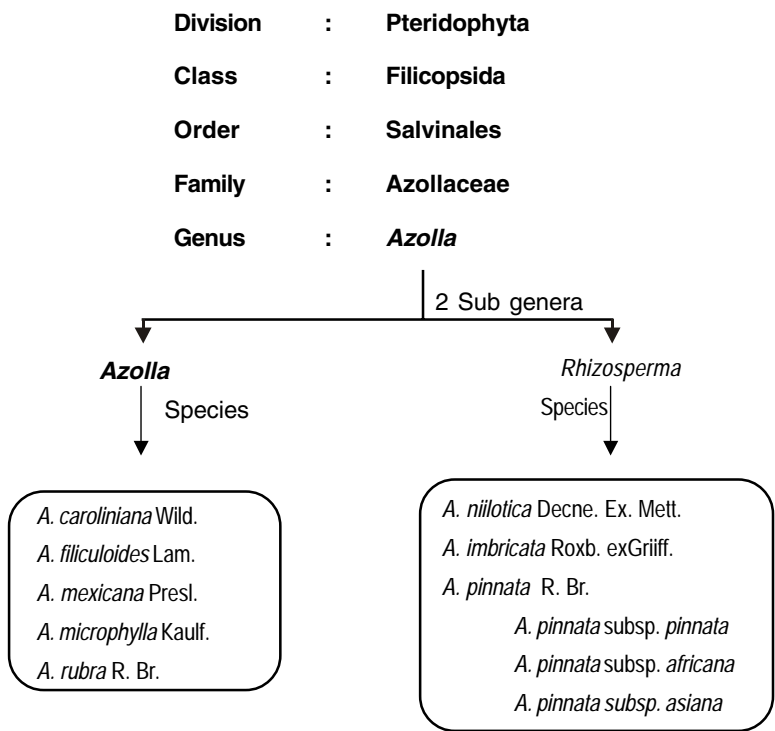 Division : Pteridophyta
Class : Filicopsida
Order : Salvinales
Family : Azollaceae
Genus : Azolla
2 Sub genera
Azolla
Rhizosperma
Species
Species
A. caroliniana Wild.
A. filiculoides Lam.
A. mexicana Presl.
A. microphylla Kaulf.
A. rubra R. Br.
A. niilotica Decne. Ex. Mett.
A. imbricata Roxb. exGriiff.
A. pinnata R. Br.
A. pinnata subsp. pinnata
A. pinnata subsp. africana
A. pinnata subsp. asiana